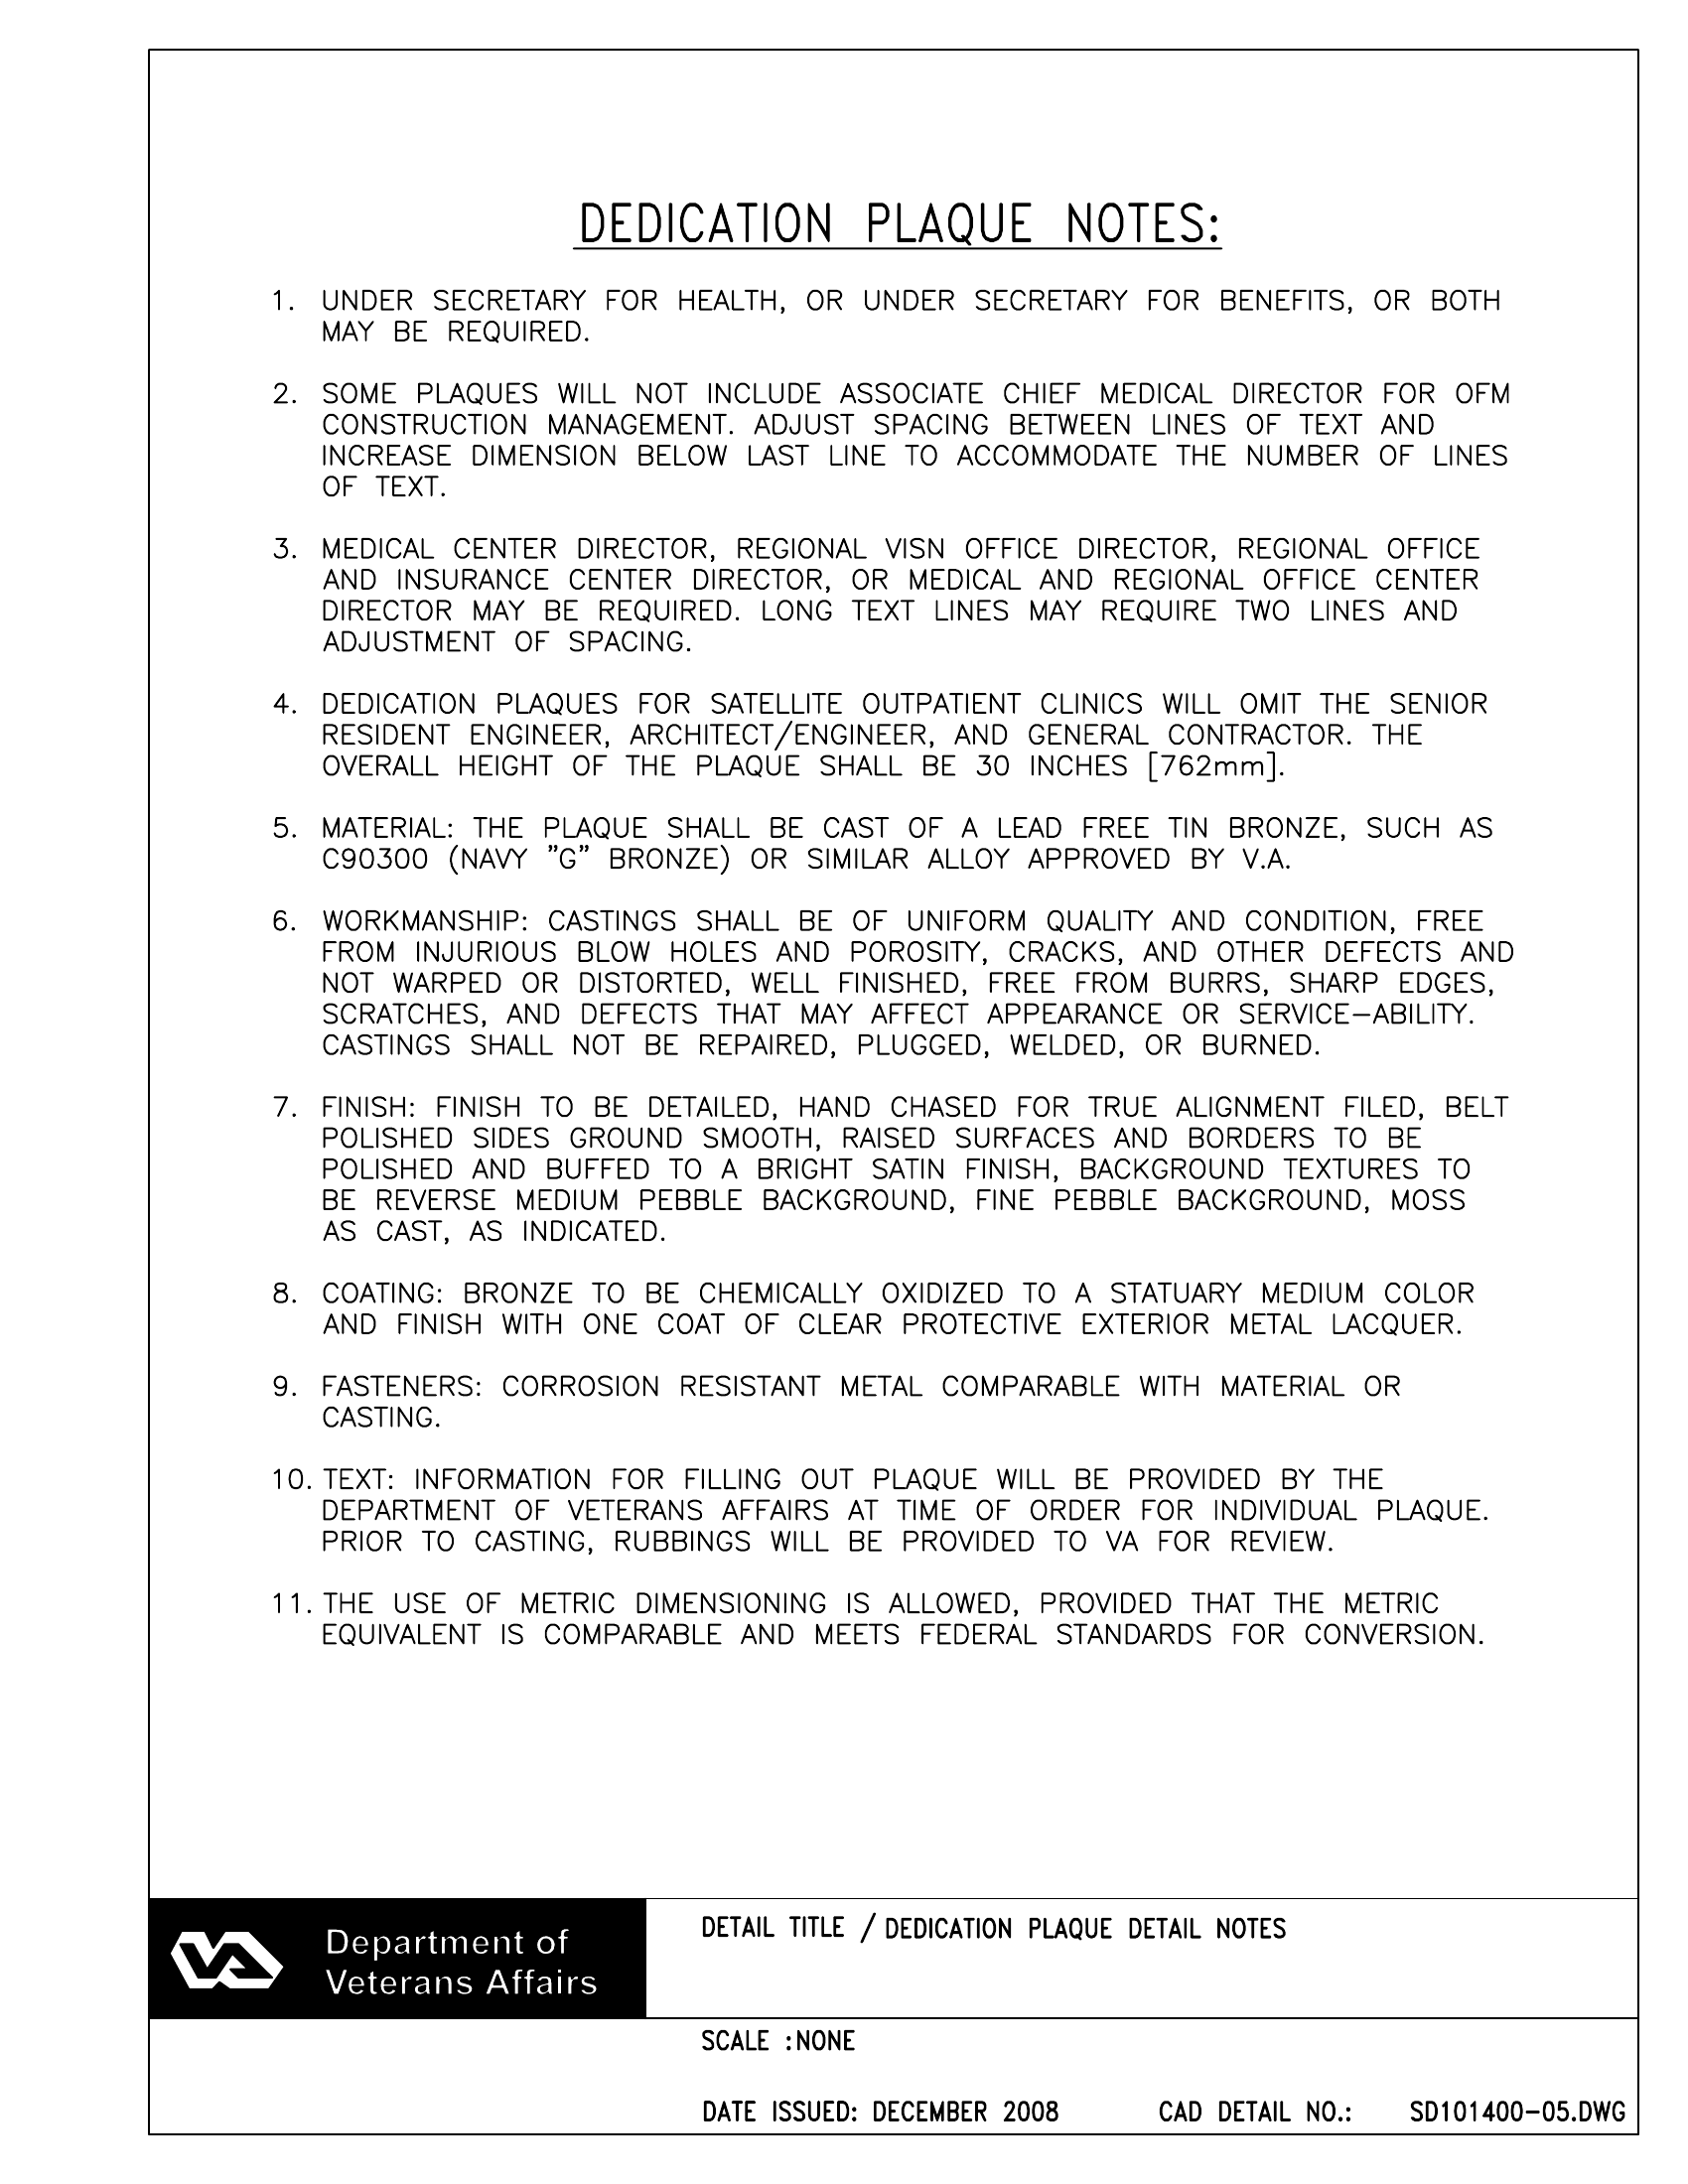 DEDICATION PLAQUE NOTES:
1. UNDER SECRETARY FOR HEALTH, OR UNDER SECRETARY FOR BENEFITS, OR BOTH
MAY BE REQUIRED.
2. SOME PLAQUES WILL NOT INCLUDE ASSOCIATE CHIEF MEDICAL DIRECTOR FOR OFM
CONSTRUCTION MANAGEMENT. ADJUST SPACING BETWEEN LINES OF TEXT AND
INCREASE DIMENSION BELOW LAST LINE TO ACCOMMODATE THE NUMBER OF LINES
OF TEXT.
3. MEDICAL CENTER DIRECTOR, REGIONAL VISN OFFICE DIRECTOR, REGIONAL OFFICE
AND INSURANCE CENTER DIRECTOR, OR MEDICAL AND REGIONAL OFFICE CENTER
DIRECTOR MAY BE REQUIRED. LONG TEXT LINES MAY REQUIRE TWO LINES AND
ADJUSTMENT OF SPACING.
4. DEDICATION PLAQUES FOR SATELLITE OUTPATIENT CLINICS WILL OMIT THE SENIOR
RESIDENT ENGINEER, ARCHITECT/ENGINEER, AND GENERAL CONTRACTOR. THE
OVERALL HEIGHT OF THE PLAQUE SHALL BE 30 INCHES [762mm].
5. MATERIAL: THE PLAQUE SHALL BE CAST OF A LEAD FREE TIN BRONZE, SUCH AS
C90300 (NAVY "G" BRONZE) OR SIMILAR ALLOY APPROVED BY V.A.
6. WORKMANSHIP: CASTINGS SHALL BE OF UNIFORM QUALITY AND CONDITION, FREE
FROM INJURIOUS BLOW HOLES AND POROSITY, CRACKS, AND OTHER DEFECTS AND
NOT WARPED OR DISTORTED, WELL FINISHED, FREE FROM BURRS, SHARP EDGES,
SCRATCHES, AND DEFECTS THAT MAY AFFECT APPEARANCE OR SERVICE-ABILITY.
CASTINGS SHALL NOT BE REPAIRED, PLUGGED, WELDED, OR BURNED.
7. FINISH: FINISH TO BE DETAILED, HAND CHASED FOR TRUE ALIGNMENT FILED, BELT
POLISHED SIDES GROUND SMOOTH, RAISED SURFACES AND BORDERS TO BE
POLISHED AND BUFFED TO A BRIGHT SATIN FINISH, BACKGROUND TEXTURES TO
BE REVERSE MEDIUM PEBBLE BACKGROUND, FINE PEBBLE BACKGROUND, MOSS
AS CAST, AS INDICATED.
8. COATING: BRONZE TO BE CHEMICALLY OXIDIZED TO A STATUARY MEDIUM COLOR
AND FINISH WITH ONE COAT OF CLEAR PROTECTIVE EXTERIOR METAL LACQUER.
9. FASTENERS: CORROSION RESISTANT METAL COMPARABLE WITH MATERIAL OR
CASTING.
10. TEXT: INFORMATION FOR FILLING OUT PLAQUE WILL BE PROVIDED BY THE
DEPARTMENT OF VETERANS AFFAIRS AT TIME OF ORDER FOR INDIVIDUAL PLAQUE.
PRIOR TO CASTING, RUBBINGS WILL BE PROVIDED TO VA FOR REVIEW.
11. THE USE OF METRIC DIMENSIONING IS ALLOWED, PROVIDED THAT THE METRIC
EQUIVALENT IS COMPARABLE AND MEETS FEDERAL STANDARDS FOR CONVERSION.
VA
Department of
Veterans Affairs
DETAIL TITLE / DEDICATION PLAQUE DETAIL NOTES
SCALE :NONE
DATE ISSUED: DECEMBER 2008 CAD DETAIL NO.: SD101400-05.DWG